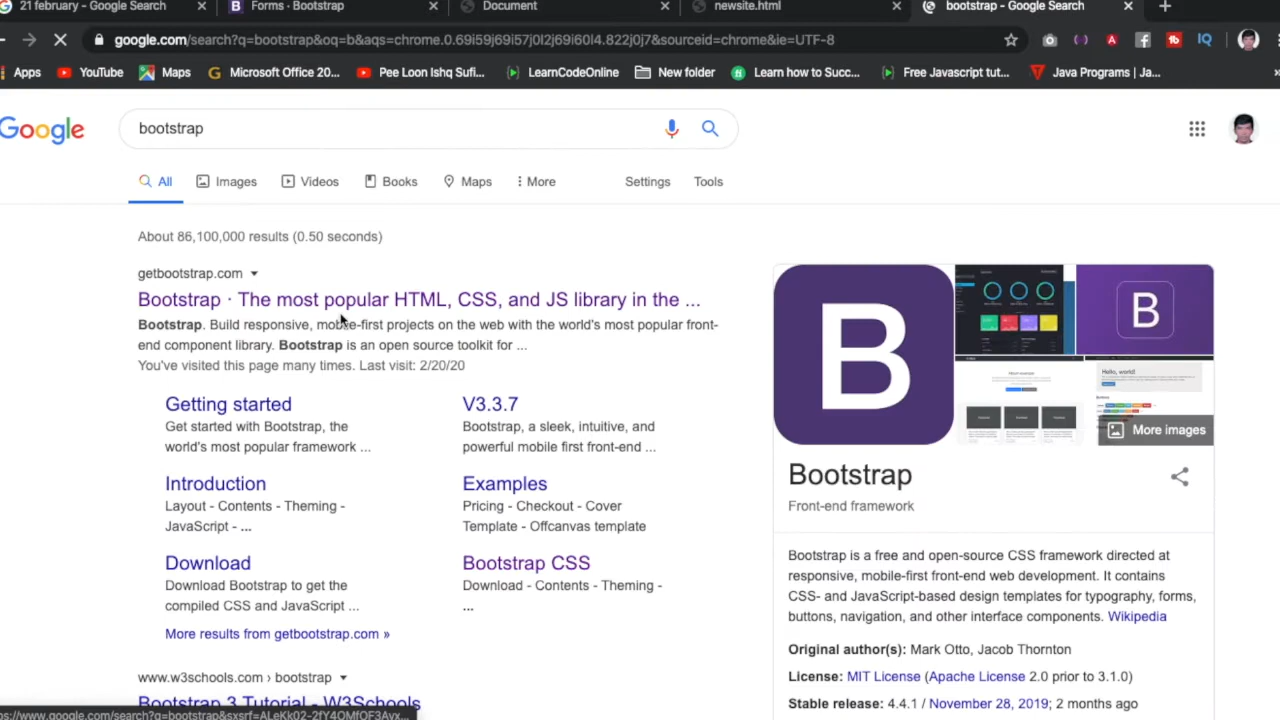 21 february - Google Search
Forms · Bootstrap
Document
newsite.html
bootstrap - Google Search
google.com/search?q=bootstrap&oq=b&aqs=chrome.0.69i59j69i57j0l2j69i60l4.822j0j7&sourceid=chrome&ie=UTF-8
Apps
YouTube
Maps
Microsoft Office 20...
Pee Loon Ishq Sufi...
LearnCodeOnline
New folder
Learn how to Succ...
Free Javascript tut...
Java Programs | Ja...
Google
bootstrap
All
Images
Videos
Books
Maps
More
Settings
Tools
About 86,100,000 results (0.50 seconds)
getbootstrap.com
Bootstrap · The most popular HTML, CSS, and JS library in the ...
Bootstrap. Build responsive, mobile-first projects on the web with the world's most popular front-
end component library. Bootstrap is an open source toolkit for ...
You've visited this page many times. Last visit: 2/20/20
Getting started
Get started with Bootstrap, the
world's most popular framework ...
V3.3.7
Bootstrap, a sleek, intuitive, and
powerful mobile first front-end ...
Introduction
Layout - Contents - Theming -
JavaScript - ...
Examples
Pricing - Checkout - Cover
Template - Offcanvas template
Download
Download Bootstrap to get the
compiled CSS and JavaScript ...
Bootstrap CSS
Download - Contents - Theming -
...
More results from getbootstrap.com »
www.w3schools.com › bootstrap
Bootstrap 3 Tutorial - W3Schools
B
B
Hello, world!
More images
Bootstrap
Front-end framework
Bootstrap is a free and open-source CSS framework directed at
responsive, mobile-first front-end web development. It contains
CSS- and JavaScript-based design templates for typography, forms,
buttons, navigation, and other interface components. Wikipedia
Original author(s): Mark Otto, Jacob Thornton
License: MIT License (Apache License 2.0 prior to 3.1.0)
Stable release: 4.4.1 / November 28, 2019; 2 months ago